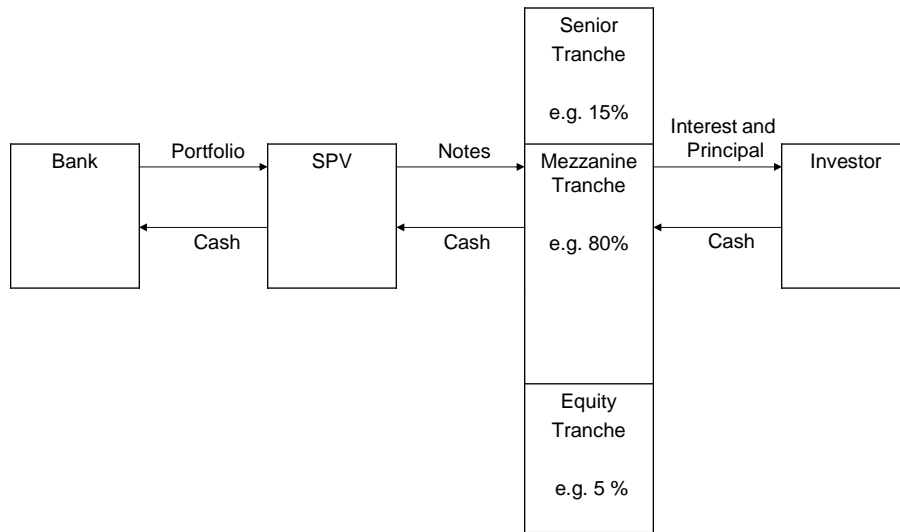 Senior
Tranche
e.g. 15%
Bank
Portfolio
Cash
SPV
Notes
Cash
Mezzanine
Tranche
e.g. 80%
Interest and
Principal
Cash
Investor
Equity
Tranche
e.g. 5 %